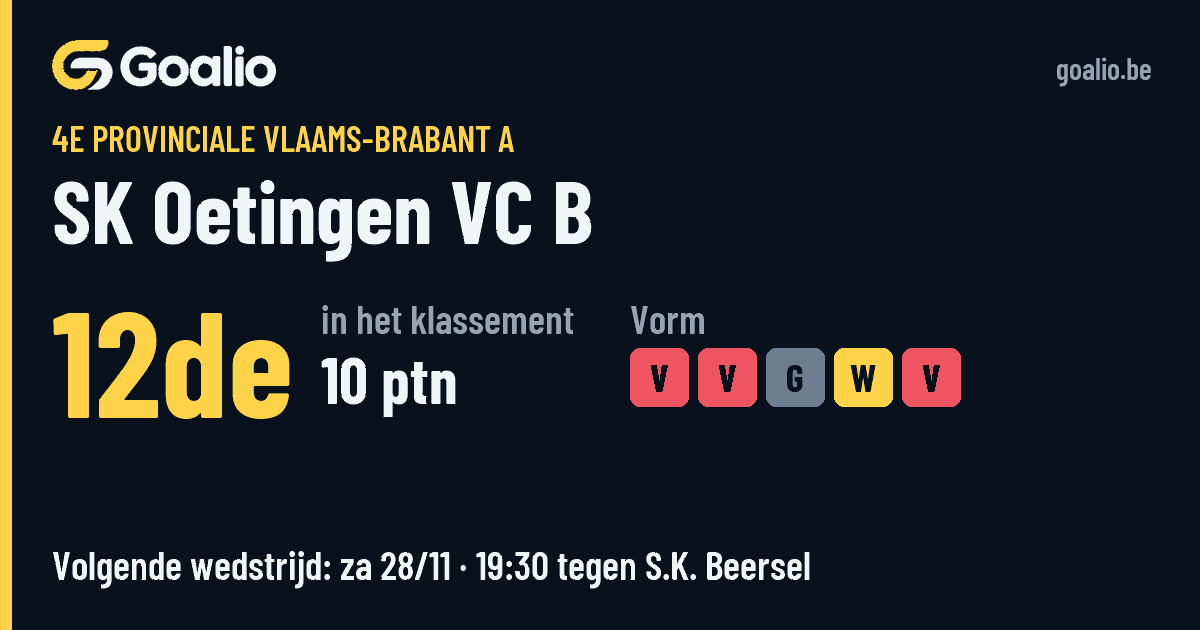 Goalio
goalio.be
4E PROVINCIALE VLAAMS-BRABANT A
SK Oetingen VC B
12de
in het klassement
10 ptn
Vorm
V V G W V
Volgende wedstrijd: za 28/11 · 19:30 tegen S.K. Beersel